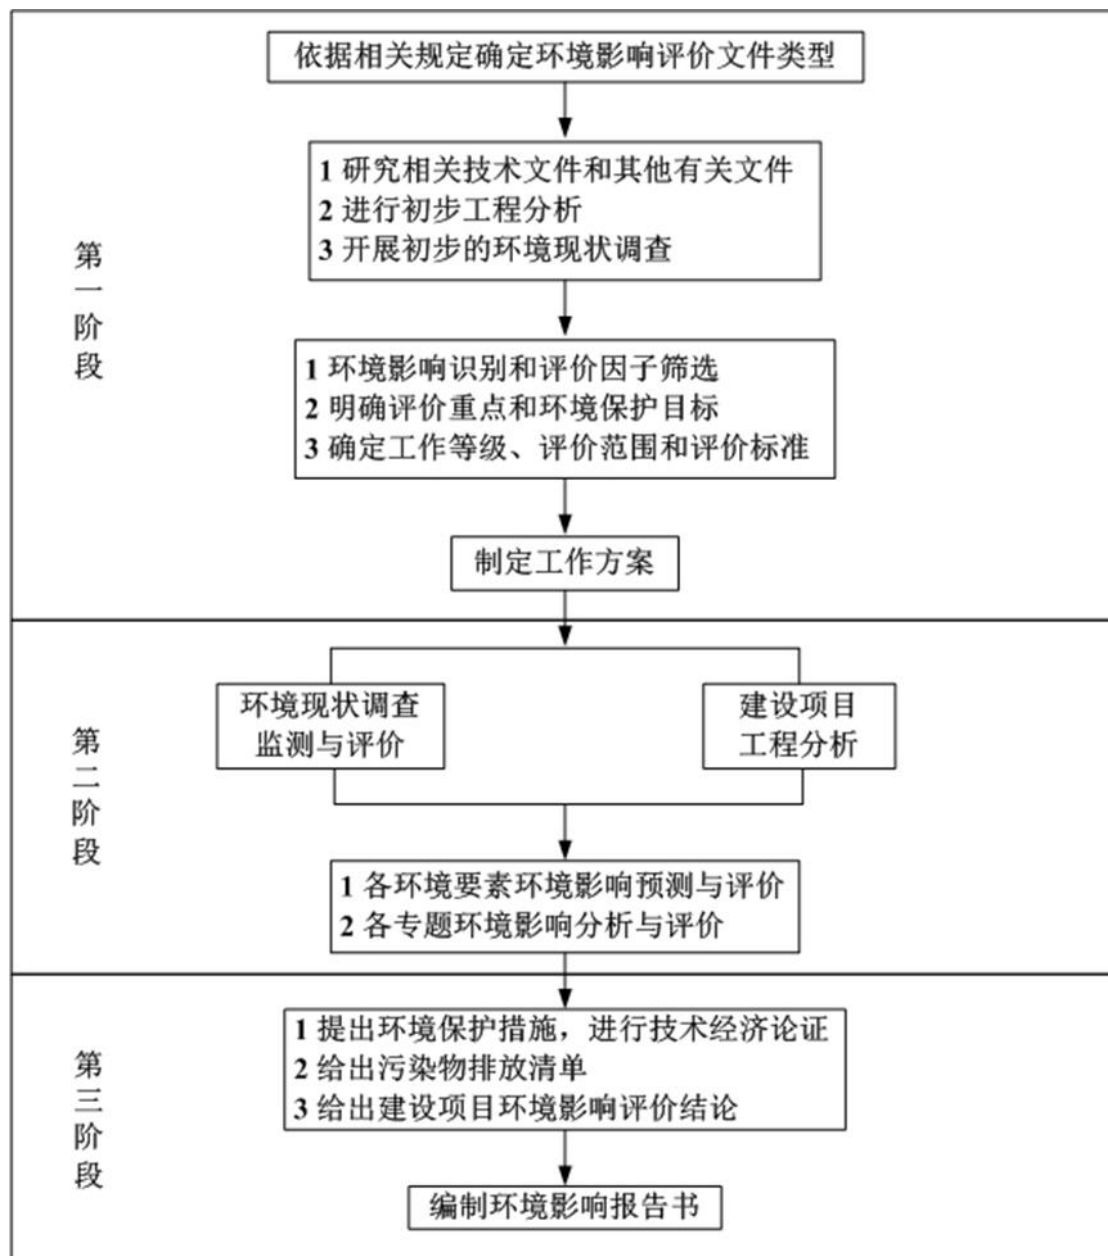 依据相关规定确定环境影响评价文件类型
1 研究相关技术文件和其他有关文件
2 进行初步工程分析
3 开展初步的环境现状调查
第一阶段
1 环境影响识别和评价因子筛选
2 明确评价重点和环境保护目标
3 确定工作等级、评价范围和评价标准
制定工作方案
环境现状调查
监测与评价
建设项目
工程分析
第二阶段
1 各环境要素环境影响预测与评价
2 各专题环境影响分析与评价
1 提出环境保护措施，进行技术经济论证
2 给出污染物排放清单
3 给出建设项目环境影响评价结论
第三阶段
编制环境影响报告书